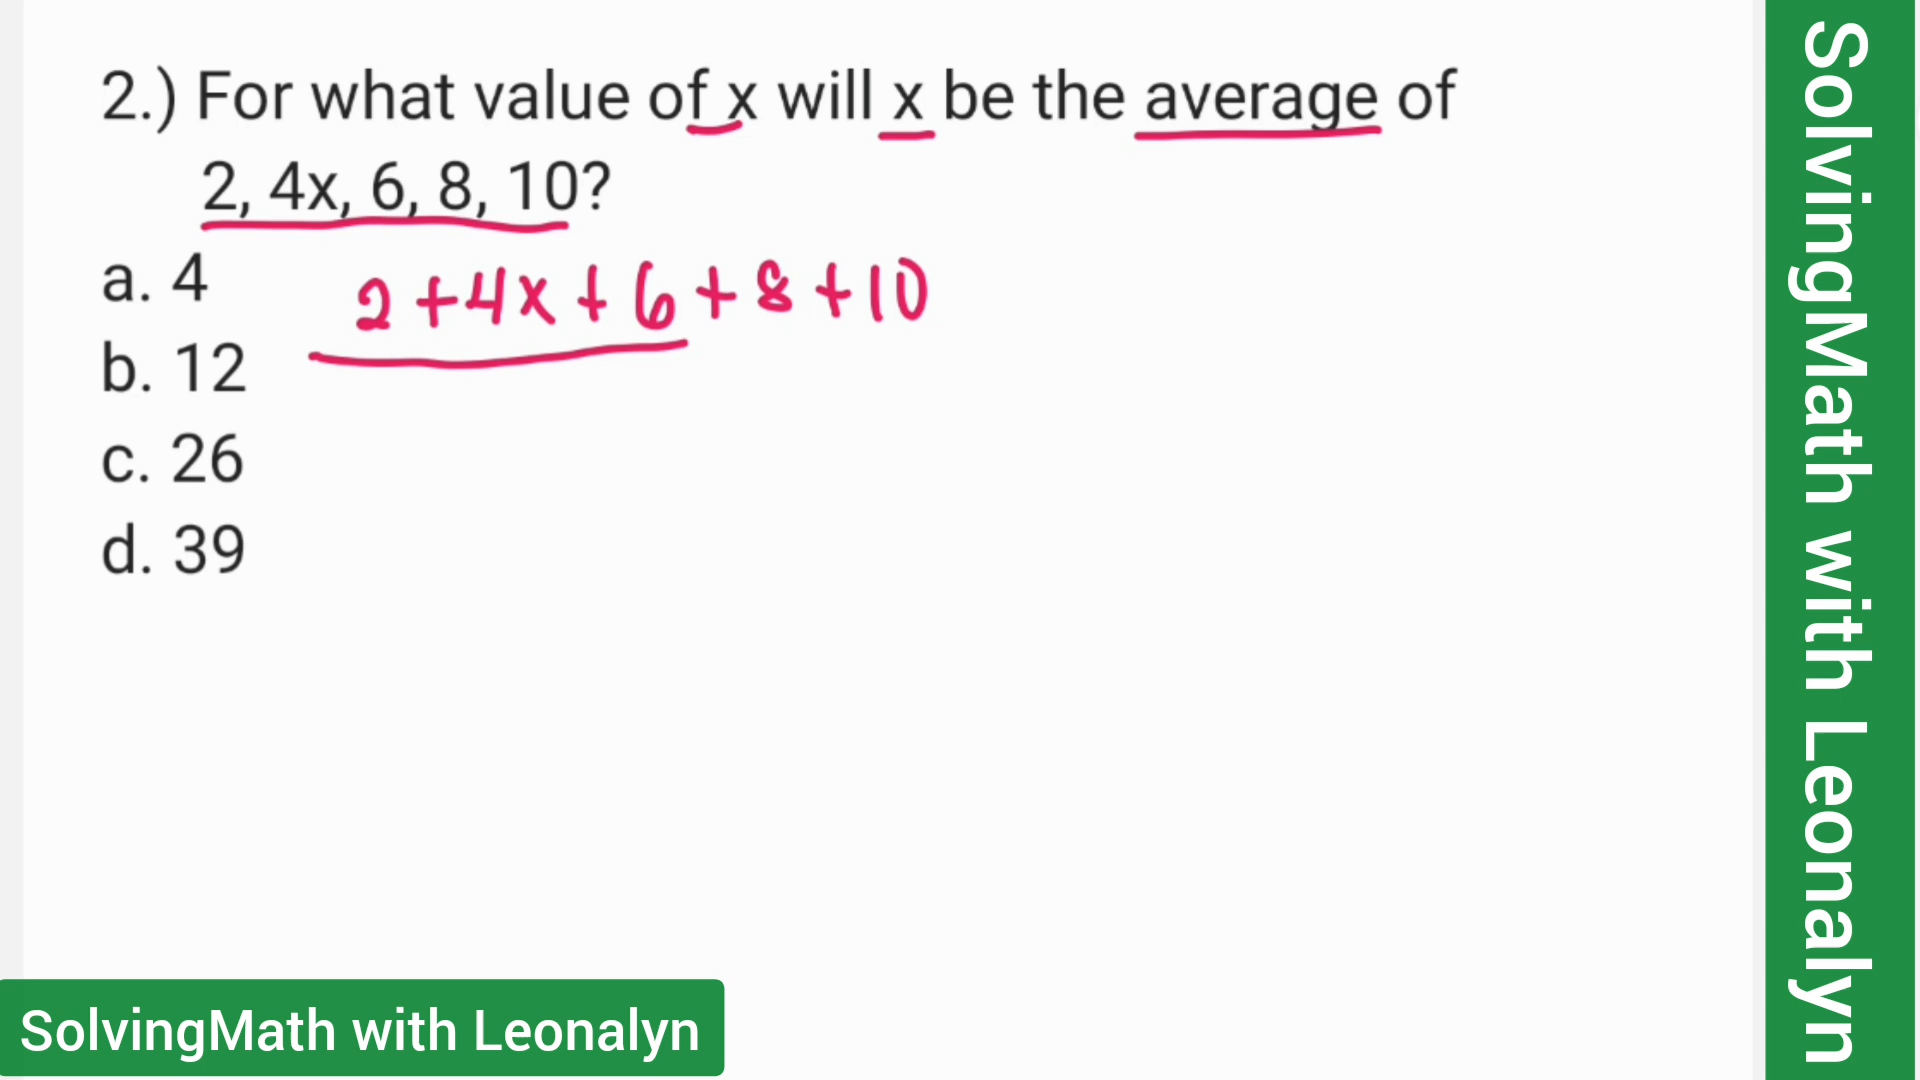 2.) For what value of x will x be the average of
2, 4x, 6, 8, 10?
a. 4
2 + 4x + 6 + 8 + 10
b. 12
c. 26
d. 39
SolvingMath with Leonalyn
SolvingMath with Leonalyn